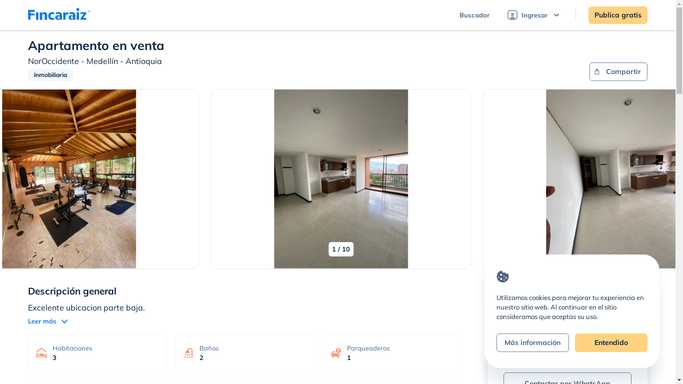 Fincaraiz
Buscador
Ingresar
Publica gratis
Apartamento en venta
NorOccidente - Medellín - Antioquia
Inmobiliaria
Compartir
1 / 10
Descripción general
Excelente ubicacion parte baja.
Leer más
Habitaciones
3
Baños
2
Parqueaderos
1
Utilizamos cookies para mejorar tu experiencia en
nuestro sitio web. Al continuar en el sitio
consideramos que aceptas su uso.
Más información
Entendido
Contactar por WhatsApp